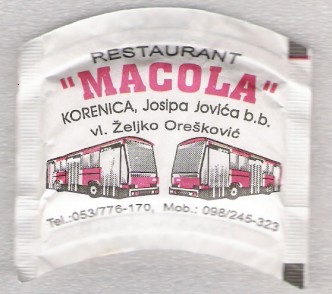 RESTAURANT
"MACOLA"
KORENICA, Josipa Jovića b.b.
vl. Željko Orešković
Tel.:053/776-170, Mob.: 098/245-323